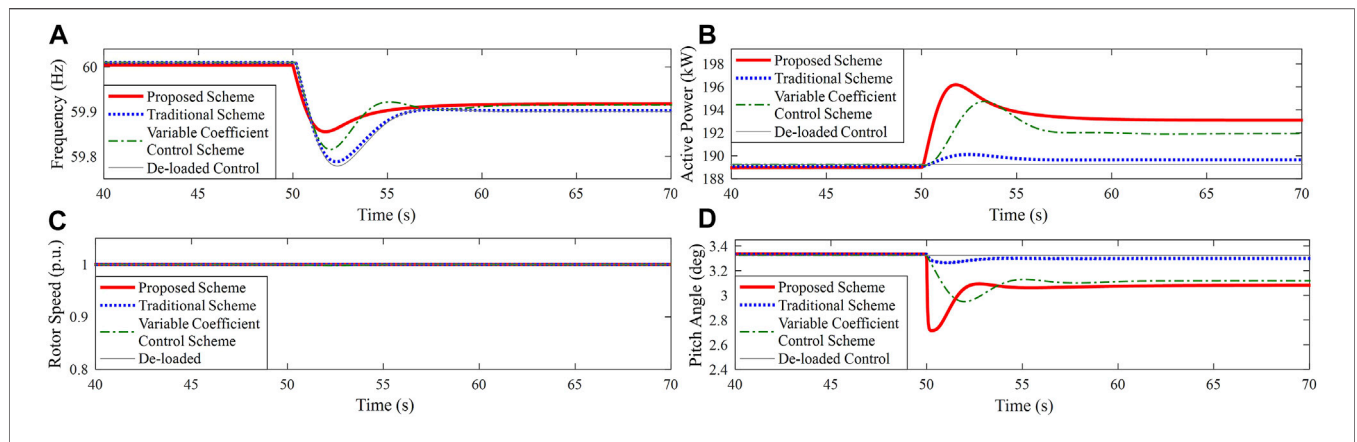 A
Frequency (Hz)
60
59.9
59.8
Proposed Scheme
Traditional Scheme
Variable Coefficient
Control Scheme
De-loaded Control
40 45 50 55 60 65 70
Time (s)
B
Active Power (kW)
198
196
194
192
190
188
Proposed Scheme
Traditional Scheme
Variable Coefficient
Control Scheme
De-loaded Control
40 45 50 55 60 65 70
Time (s)
C
Rotor Speed (p.u.)
1
0.9
0.8
Proposed Scheme
Traditional Scheme
Variable Coefficient
Control Scheme
De-loaded
40 45 50 55 60 65 70
Time (s)
D
Pitch Angle (deg)
3.4
3.2
3.0
2.8
2.6
2.4
Proposed Scheme
Traditional Scheme
Variable Coefficient
Control Scheme
De-loaded Control
40 45 50 55 60 65 70
Time (s)